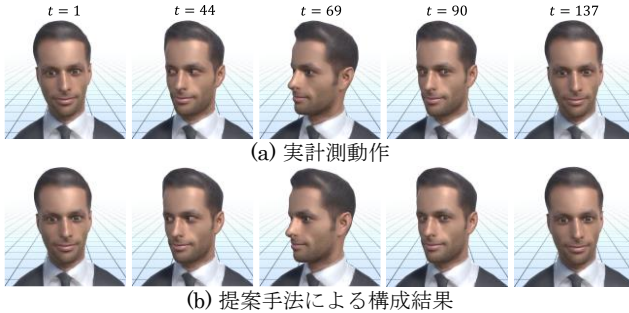 t = 1 t = 44 t = 69 t = 90 t = 137
(a) 実計測動作
(b) 提案手法による構成結果